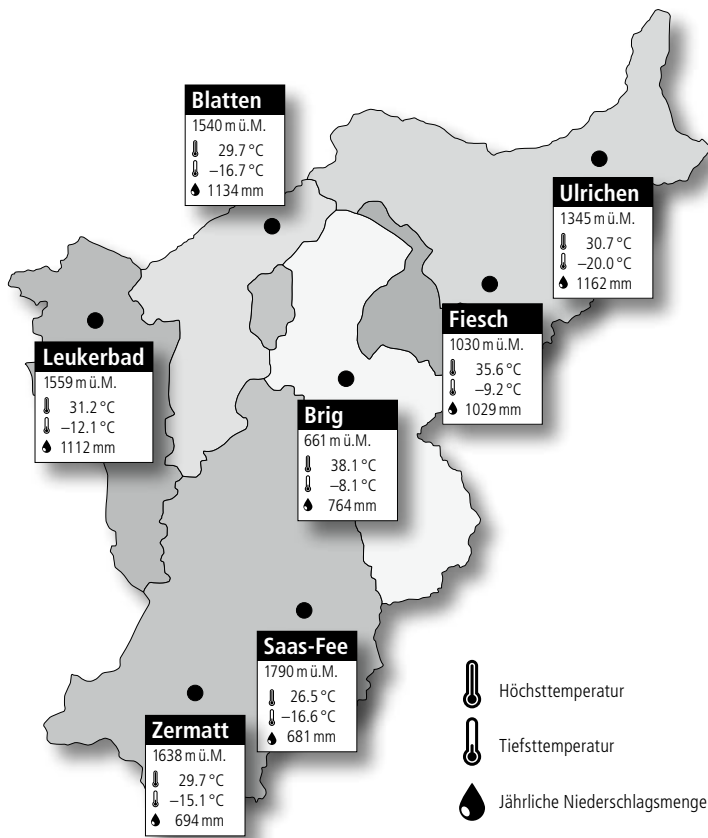 Blatten
1540 m ü.M.
29.7 °C
–16.7 °C
1134 mm
Ulrichen
1345 m ü.M.
30.7 °C
–20.0 °C
1162 mm
Fiesch
1030 m ü.M.
35.6 °C
–9.2 °C
1029 mm
Leukerbad
1559 m ü.M.
31.2 °C
–12.1 °C
1112 mm
Brig
661 m ü.M.
38.1 °C
–8.1 °C
764 mm
Saas-Fee
1790 m ü.M.
26.5 °C
–16.6 °C
681 mm
Zermatt
1638 m ü.M.
29.7 °C
–15.1 °C
694 mm
Höchsttemperatur
Tiefsttemperatur
Jährliche Niederschlagsmenge